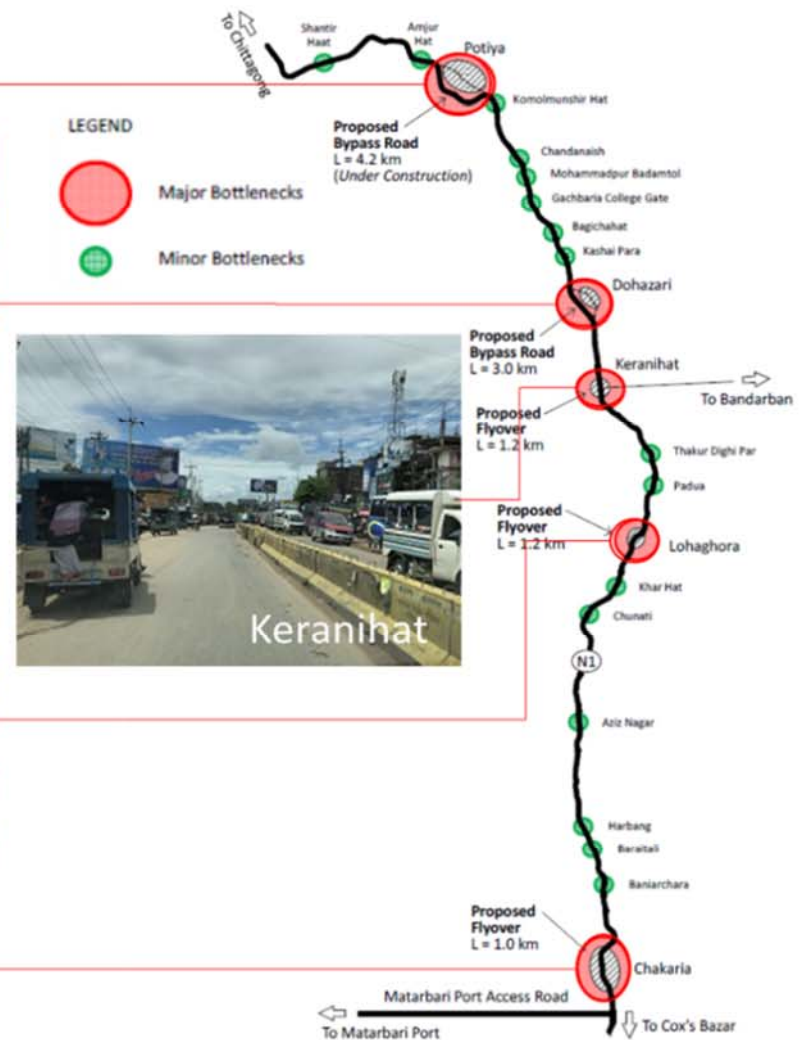 To Chittagong
Shantir
Haat
Amjur
Hat
Potiya
Komolmunshir Hat
LEGEND
Proposed
Bypass Road
L = 4.2 km
(Under Construction)
Chandanaish
Mohammadpur Badamtol
Major Bottlenecks
Gachbaria College Gate
Bagichahat
Minor Bottlenecks
Kashai Para
Dohazari
Proposed
Bypass Road
L = 3.0 km
Keranihat
To Bandarban
Proposed
Flyover
L = 1.2 km
Thakur Dighi Par
Padua
Proposed
Flyover
L = 1.2 km
Lohaghora
Khar Hat
Keranihat
Chunati
N1
Aziz Nagar
Harbang
Baraitali
Baniarchara
Proposed
Flyover
L = 1.0 km
Chakaria
Matarbari Port Access Road
To Matarbari Port
To Cox's Bazar